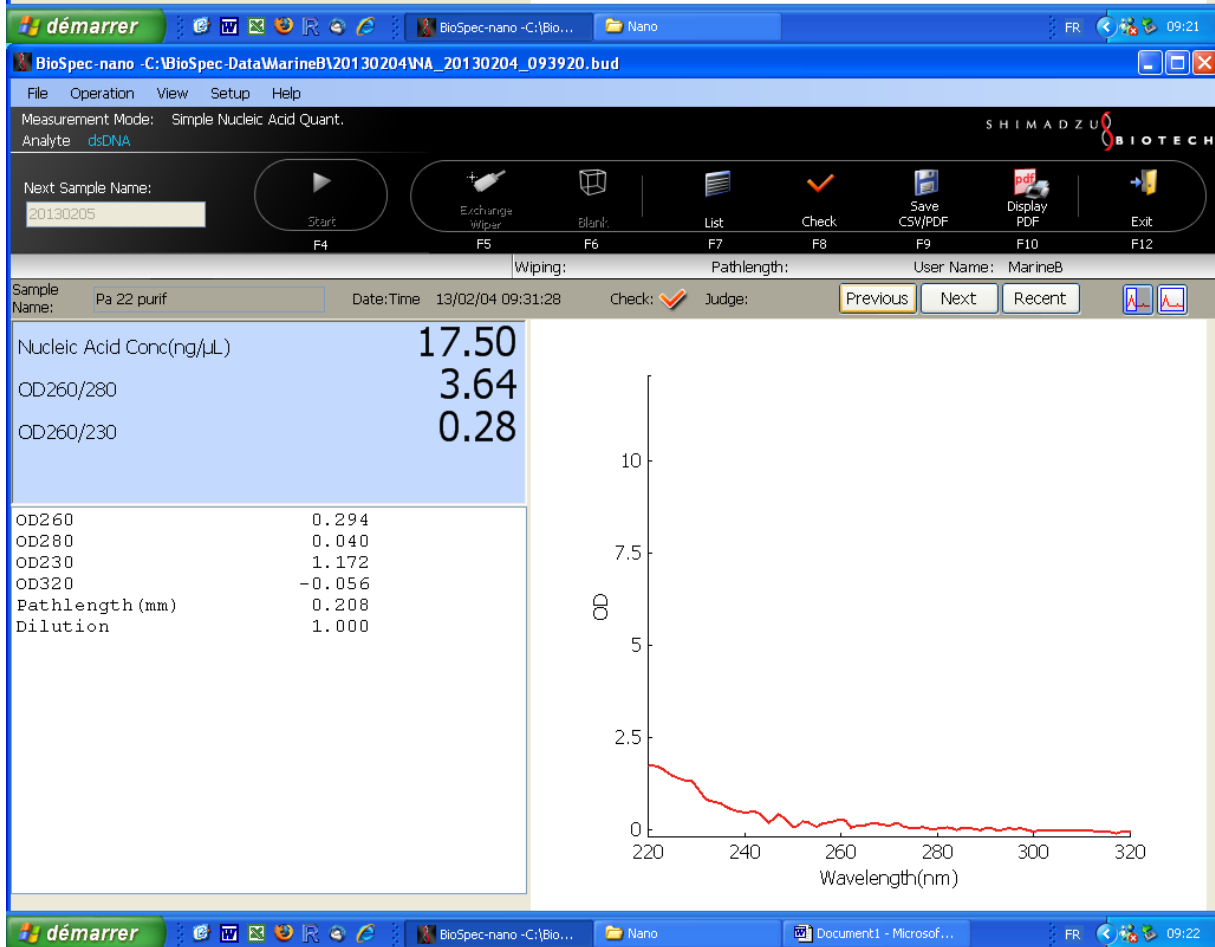 démarrer BioSpec-nano -C:\Bio... Nano FR 09:21
BioSpec-nano -C:\BioSpec-Data\MarineB\20130204\NA_20130204_093920.bud
File Operation View Setup Help
Measurement Mode: Simple Nucleic Acid Quant.
Analyte dsDNA
SHIMADZU
BIOTECH
Next Sample Name:
20130205
Start
F4
Exchange Wiper
F5
Blank
F6
List
F7
Check
F8
Save CSV/PDF
F9
pdf
Display PDF
F10
Exit
F12
Wiping: Pathlength: User Name: MarineB
Sample Name: Pa 22 purif Date:Time 13/02/04 09:31:28 Check: Judge: Previous Next Recent
Nucleic Acid Conc(ng/µL) 17.50
OD260/280 3.64
OD260/230 0.28
OD260 0.294
OD280 0.040
OD230 1.172
OD320 -0.056
Pathlength(mm) 0.208
Dilution 1.000
10
7.5
OD
5
2.5
0
220 240 260 280 300 320
Wavelength(nm)
démarrer BioSpec-nano -C:\Bio... Nano Document1 - Microsof... FR 09:22